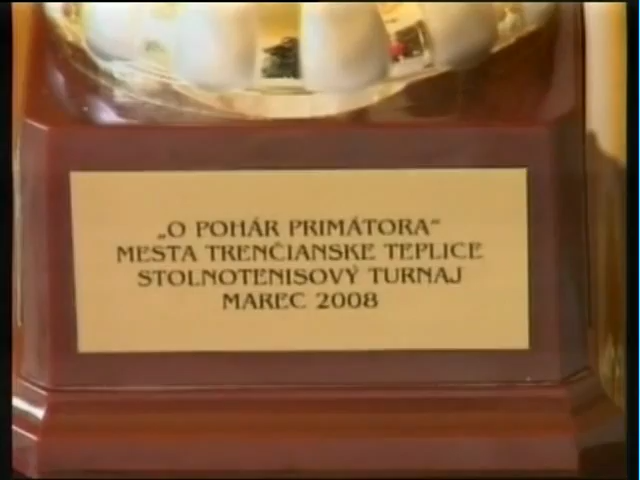 „O POHÁR PRIMÁTORA“
MESTA TRENČIANSKE TEPLICE
STOLNOTENISOVÝ TURNAJ
MAREC 2008